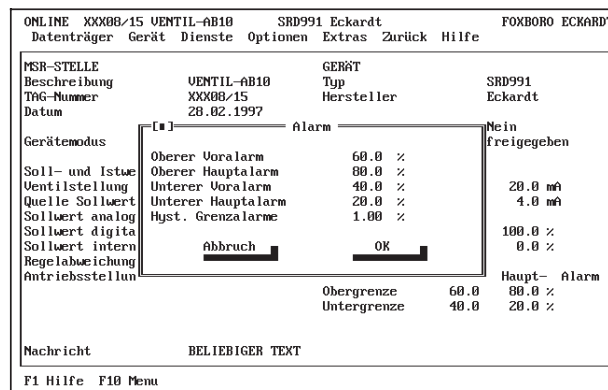 ONLINE XXX08/15 VENTIL-AB10 SRD991 Eckardt FOXBORO ECKARDT
Datenträger Gerät Dienste Optionen Extras Zurück Hilfe
MSR-STELLE GERÄT
Beschreibung VENTIL-AB10 Typ SRD991
TAG-Nummer XXX08/15 Hersteller Eckardt
Datum 28.02.1997
Alarm Nein
Gerätemodus freigegeben
Oberer Voralarm 60.0 %
Soll- und Istwe Oberer Hauptalarm 80.0 %
Ventilstellung Unterer Voralarm 40.0 % 20.0 mA
Quelle Sollwert Unterer Hauptalarm 20.0 % 4.0 mA
Sollwert analog Hyst. Grenzalarme 1.00 %
Sollwert digita 100.0 %
Sollwert intern Abbruch OK 0.0 %
Regelabweichung
Antriebsstellun Haupt- Alarm
Obergrenze 60.0 80.0 %
Untergrenze 40.0 20.0 %
Nachricht BELIEBIGER TEXT
F1 Hilfe F10 Menu